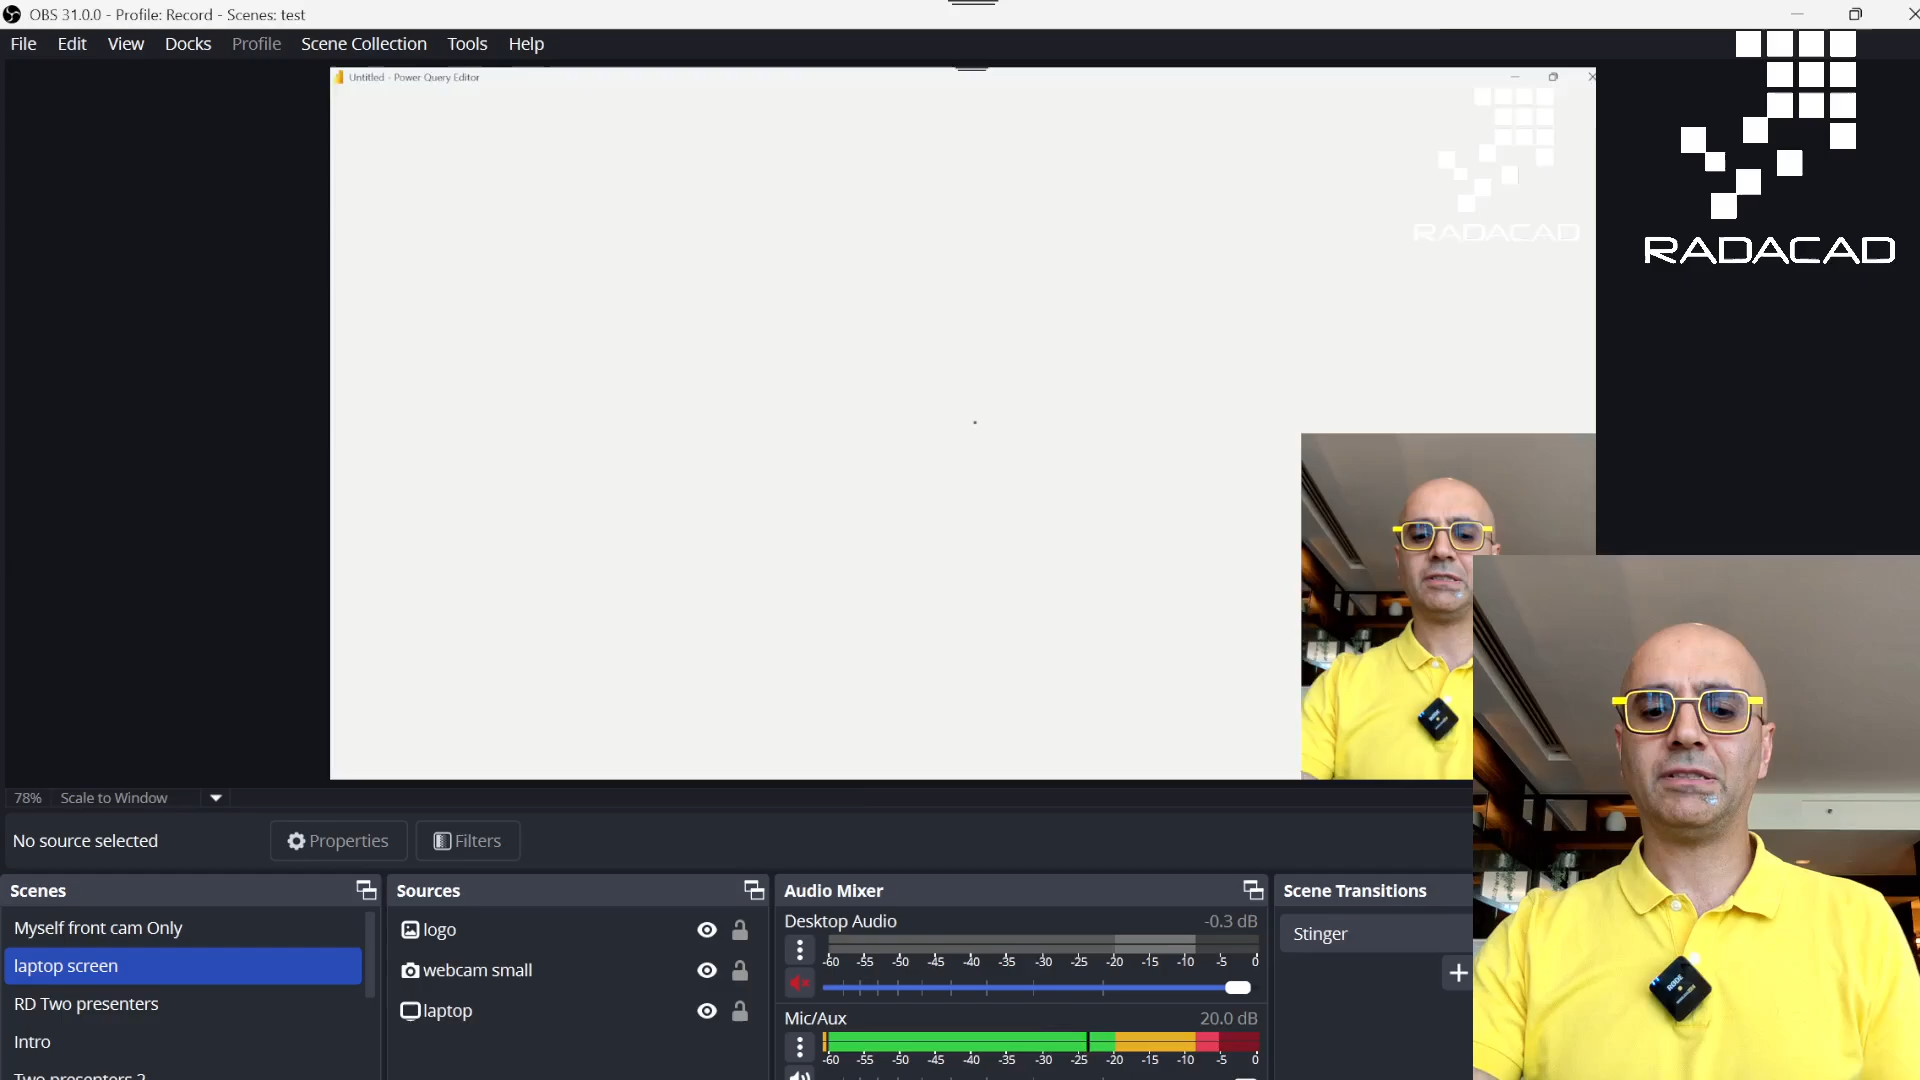 OBS 31.0.0 - Profile: Record - Scenes: test
File Edit View Docks Profile Scene Collection Tools Help
Untitled - Power Query Editor
RADACAD
RADACAD
78% Scale to Window
No source selected
Properties
Filters
Scenes
Myself front cam Only
laptop screen
RD Two presenters
Intro
Two presenters 2
Sources
logo
webcam small
laptop
Audio Mixer
Desktop Audio -0.3 dB
-60 -55 -50 -45 -40 -35 -30 -25 -20 -15 -10 -5 0
Mic/Aux 20.0 dB
-60 -55 -50 -45 -40 -35 -30 -25 -20 -15 -10 -5 0
Scene Transitions
Stinger
RØDE